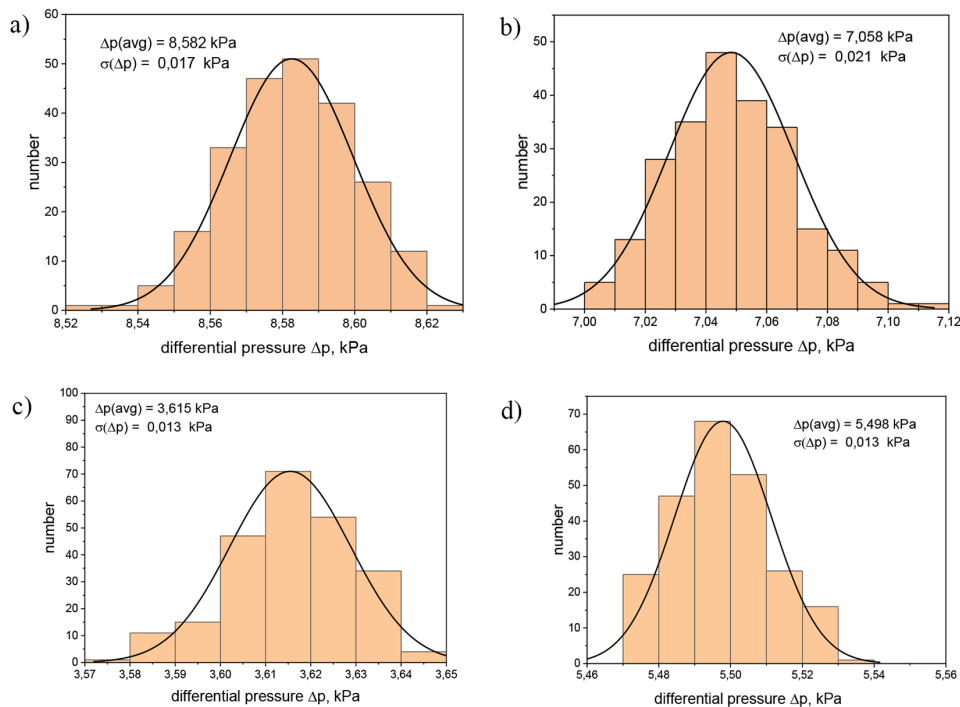 a)
Δp(avg) = 8,582 kPa
σ(Δp) = 0,017 kPa
number
60
50
40
30
20
10
0
8,52 8,54 8,56 8,58 8,60 8,62
differential pressure Δp, kPa
b)
Δp(avg) = 7,058 kPa
σ(Δp) = 0,021 kPa
number
50
40
30
20
10
0
7,00 7,02 7,04 7,06 7,08 7,10 7,12
differential pressure Δp, kPa
c)
Δp(avg) = 3,615 kPa
σ(Δp) = 0,013 kPa
number
100
90
80
70
60
50
40
30
20
10
0
3,57 3,58 3,59 3,60 3,61 3,62 3,63 3,64 3,65
differential pressure Δp, kPa
d)
Δp(avg) = 5,498 kPa
σ(Δp) = 0,013 kPa
number
70
60
50
40
30
20
10
0
5,46 5,48 5,50 5,52 5,54 5,56
differential pressure Δp, kPa